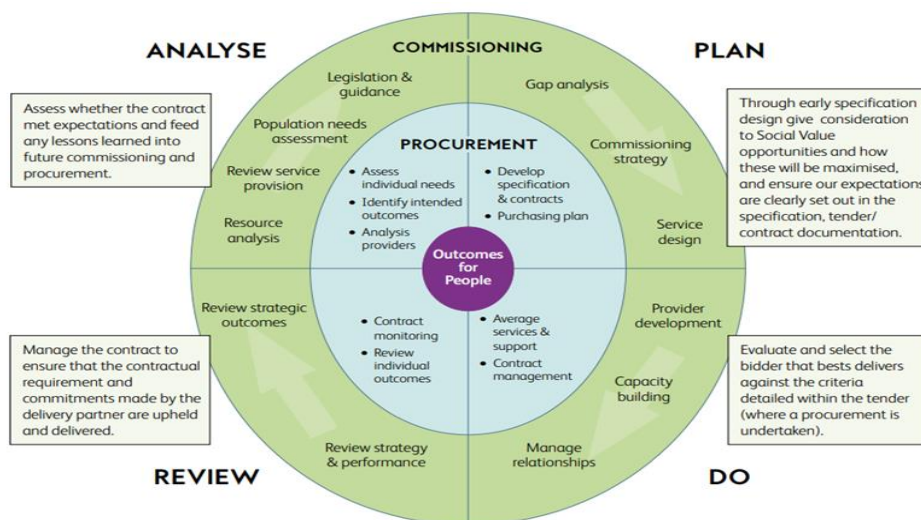 ANALYSE
COMMISSIONING
PLAN
Legislation &
guidance
Population needs
assessment
Review service
provision
Resource
analysis
Gap analysis
Commissioning
strategy
Service
design
Assess whether the contract
met expectations and feed
any lessons learned into
future commissioning and
procurement.
PROCUREMENT
• Assess
individual needs
• Identify intended
outcomes
• Analysis
providers
• Develop
specification
& contracts
• Purchasing plan
Through early specification
design give consideration
to Social Value
opportunities and how
these will be maximised,
and ensure our expectations
are clearly set out in the
specification, tender/
contract documentation.
Outcomes
for
People
Review strategic
outcomes
• Contract
monitoring
• Review
individual
outcomes
• Average
services &
support
• Contract
management
Provider
development
Capacity
building
Manage
relationships
Manage the contract to
ensure that the contractual
requirement and
commitments made by the
delivery partner are upheld
and delivered.
Review strategy
& performance
Evaluate and select the
bidder that bests delivers
against the criteria
detailed within the tender
(where a procurement is
undertaken).
REVIEW
DO